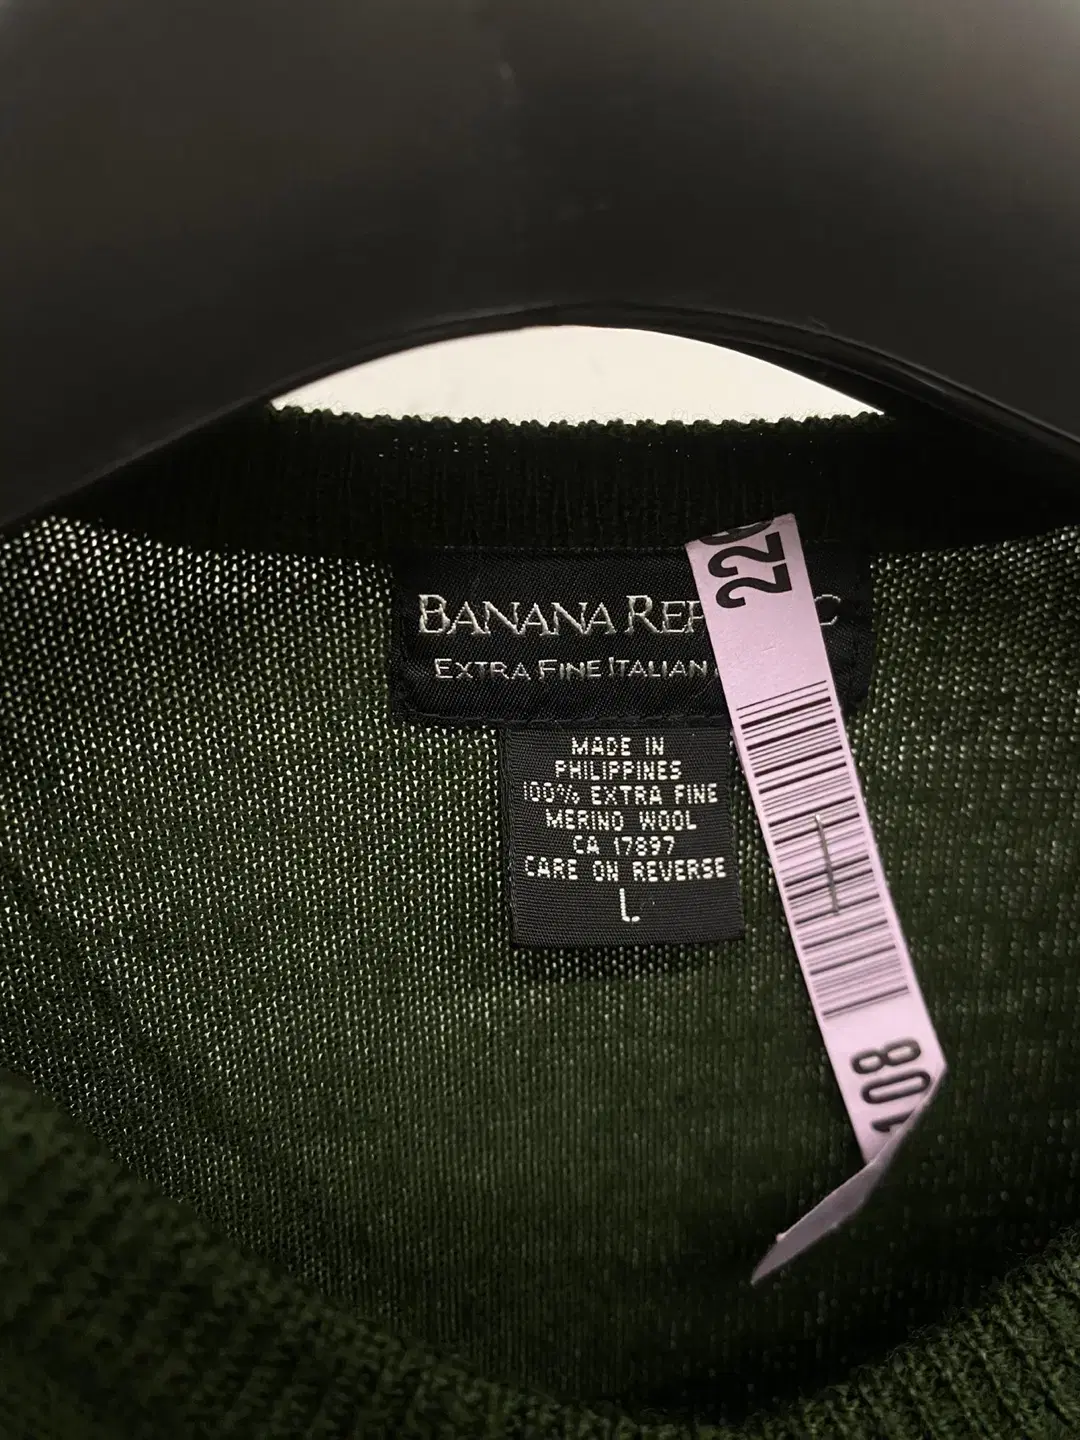 BANANA REP C
EXTRA FINE ITALIAN
MADE IN
PHILIPPINES
100% EXTRA FINE
MERINO WOOL
CA 17897
CARE ON REVERSE
L
22
108